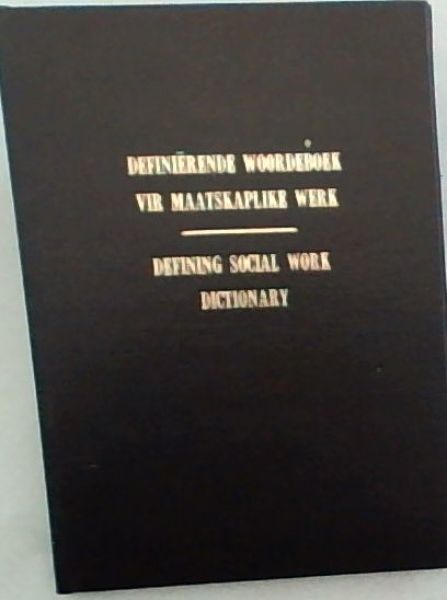 DEFINIËRENDE WOORDEBOEK
VIR MAATSKAPLIKE WERK
DEFINING SOCIAL WORK
DICTIONARY